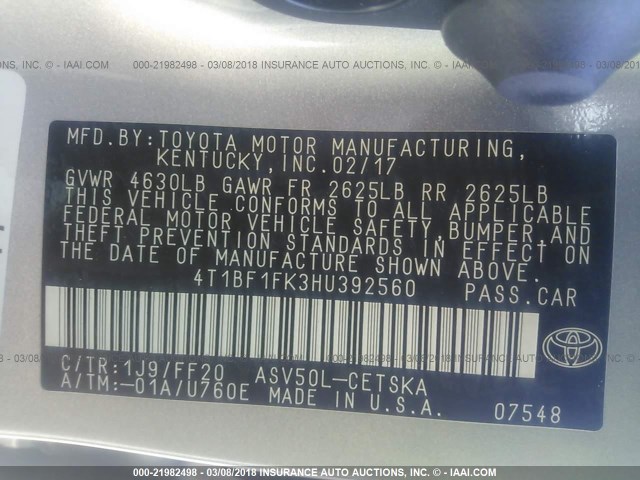 INC. - IAAI.COM 000-21982498 - 03/08/2018 INSURANCE AUTO AUCTIONS, INC. - IAAI.COM
MFD.BY:TOYOTA MOTOR MANUFACTURING,
KENTUCKY,INC.02/17
GVWR 4630LB GAWR FR 2625LB RR 2625LB
THIS VEHICLE CONFORMS TO ALL APPLICABLE
FEDERAL MOTOR VEHICLE SAFETY,BUMPER,AND
THEFT PREVENTION STANDARDS IN EFFECT ON
THE DATE OF MANUFACTURE SHOWN ABOVE.
4T1BF1FK3HU392560 PASS.CAR
C/TR:1J9/FF20 ASV50L-CETSKA
A/TM:-01A/U760E MADE IN U.S.A.
07548
000-21982498 - 03/08/2018 INSURANCE AUTO AUCTIONS, INC. - IAAI.COM